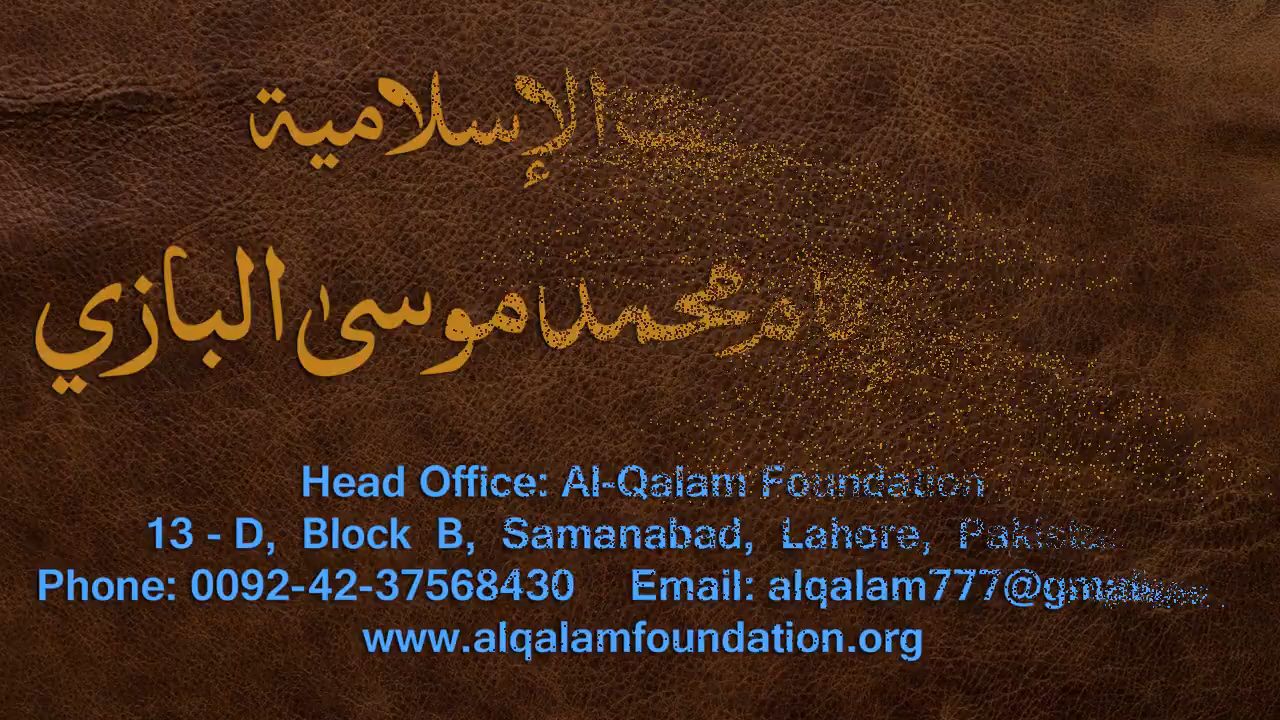 الإسلامية
محمد موسى البازي
Head Office: Al-Qalam Foundation
13 - D, Block B, Samanabad, Lahore,
Phone: 0092-42-37568430 Email:
www.alqalamfoundation.org